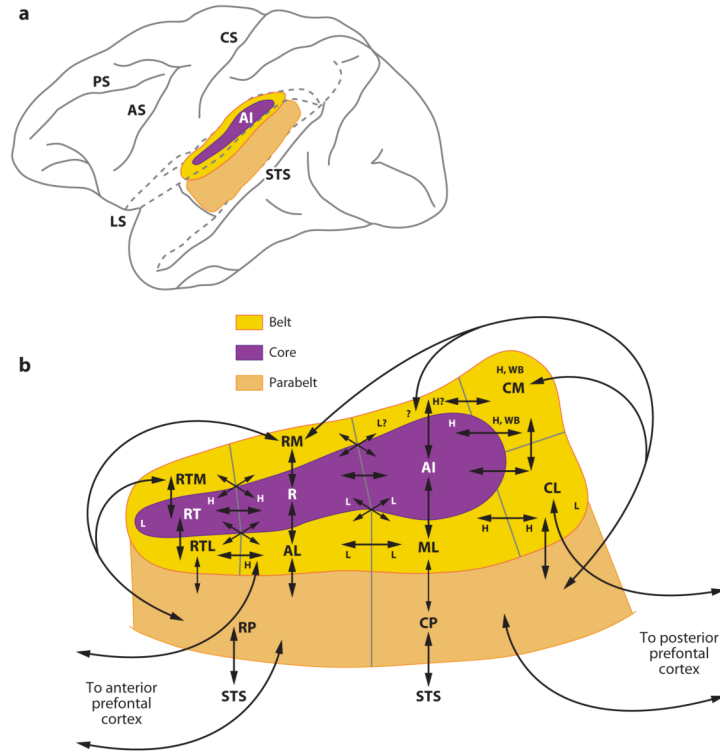 a
CS
PS
AS
AI
STS
LS
Belt
Core
Parabelt
b
H, WB
CM
H?
?
L?
RM
H
H, WB
RTM
AI
R
H
H
CL
RT
L
L
L
L
RTL
AL
L
L
ML
H
H
H
RP
CP
To anterior
prefontal
cortex
STS
STS
To posterior
prefontal
cortex